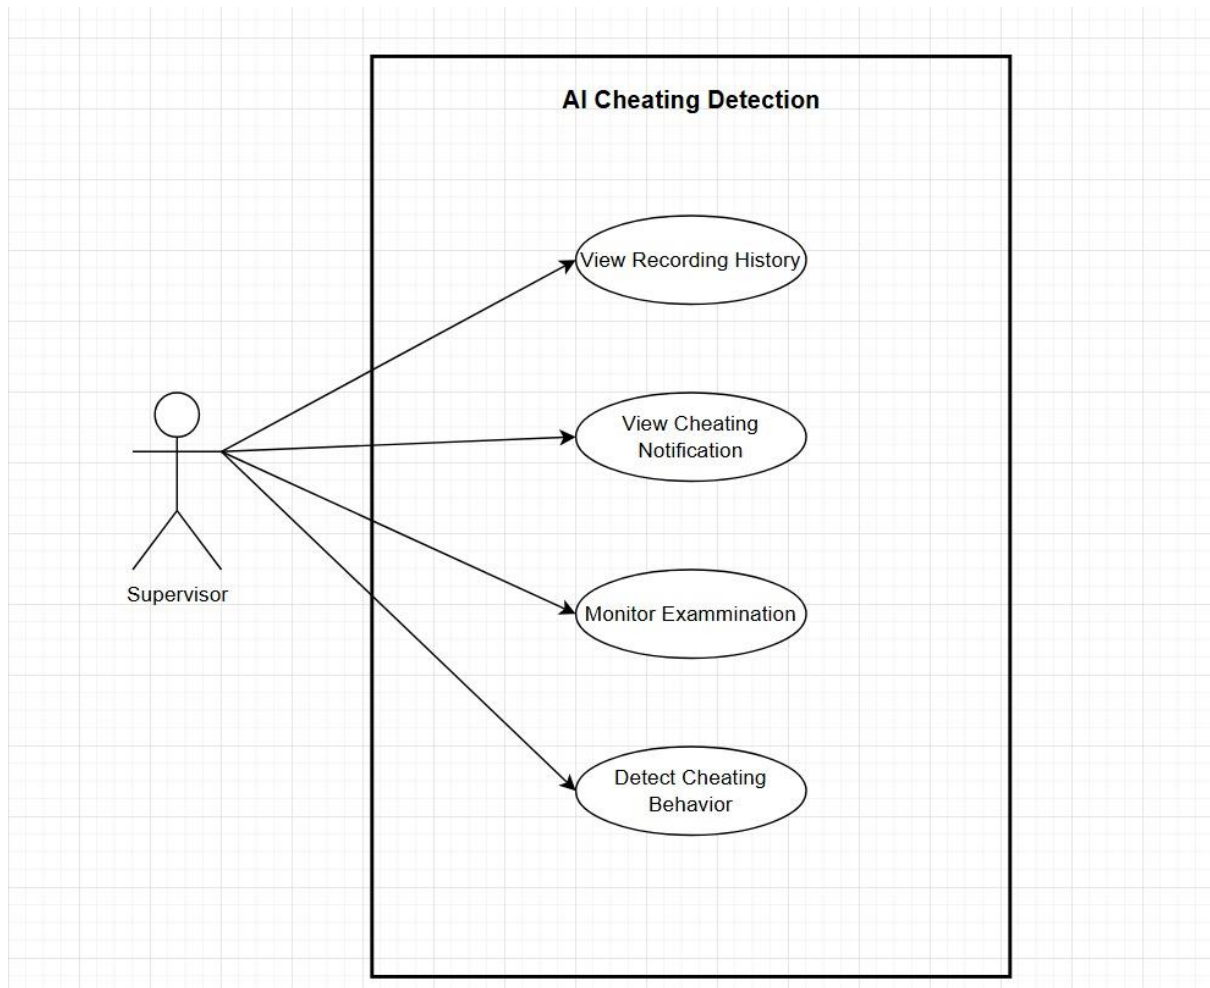 AI Cheating Detection
View Recording History
View Cheating
Notification
Supervisor
Monitor Exammination
Detect Cheating
Behavior